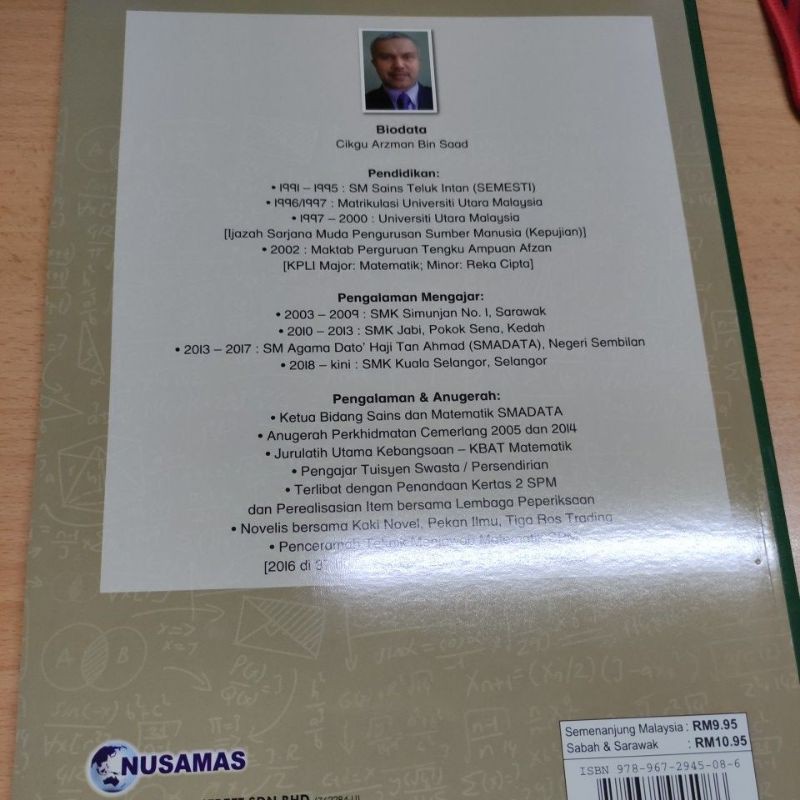 Biodata
Cikgu Arzman Bin Saad
Pendidikan:
• 1991 – 1995 : SM Sains Teluk Intan (SEMESTI)
• 1996/1997 : Matrikulasi Universiti Utara Malaysia
• 1997 – 2000 : Universiti Utara Malaysia
[Ijazah Sarjana Muda Pengurusan Sumber Manusia (Kepujian)]
• 2002 : Maktab Perguruan Tengku Ampuan Afzan
[KPLI Major: Matematik; Minor: Reka Cipta]
Pengalaman Mengajar:
• 2003 – 2009 : SMK Simunjan No. 1, Sarawak
• 2010 – 2013 : SMK Jabi, Pokok Sena, Kedah
• 2013 – 2017 : SM Agama Dato' Haji Tan Ahmad (SMADATA), Negeri Sembilan
• 2018 – kini : SMK Kuala Selangor, Selangor
Pengalaman & Anugerah:
• Ketua Bidang Sains dan Matematik SMADATA
• Anugerah Perkhidmatan Cemerlang 2005 dan 2014
• Jurulatih Utama Kebangsaan – KBAT Matematik
• Pengajar Tuisyen Swasta / Persendirian
• Terlibat dengan Penandaan Kertas 2 SPM
dan Perealisasian Item bersama Lembaga Peperiksaan
• Novelis bersama Kaki Novel, Pekan Ilmu, Tiga Ros Trading
• Penceramah Teknik Menjawab Matematik
[2016 di
A B
NUSAMAS
SDN BHD
Semenanjung Malaysia : RM9.95
Sabah & Sarawak : RM10.95
ISBN 978-967-2945-08-6